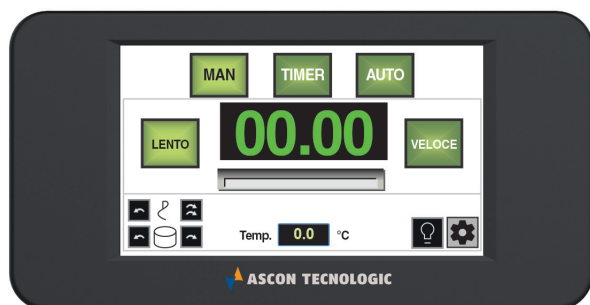 MAN TIMER AUTO
LENTO 00.00 VELOCE
Temp. 0.0 °C
ASCON TECNOLOGIC